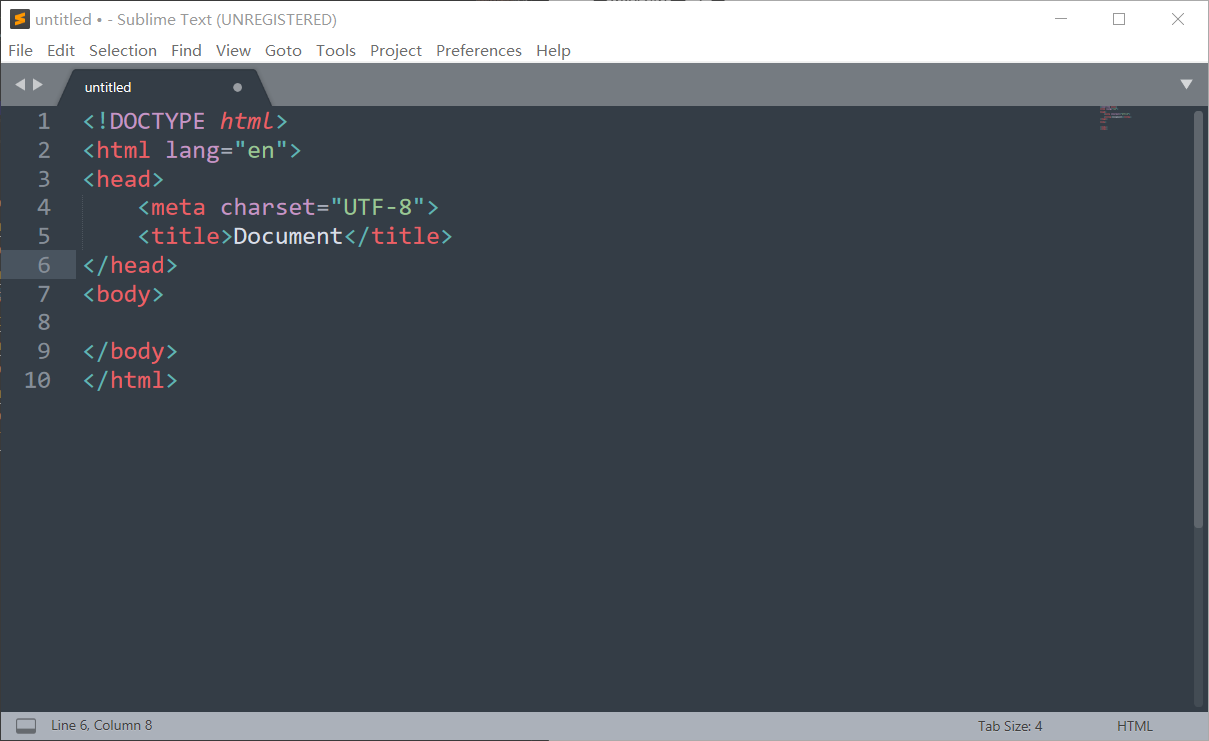 untitled • - Sublime Text (UNREGISTERED)
File Edit Selection Find View Goto Tools Project Preferences Help
untitled
1 <!DOCTYPE html>
2 <html lang="en">
3 <head>
4     <meta charset="UTF-8">
5     <title>Document</title>
6 </head>
7 <body>
8
9 </body>
10 </html>
Line 6, Column 8 Tab Size: 4 HTML